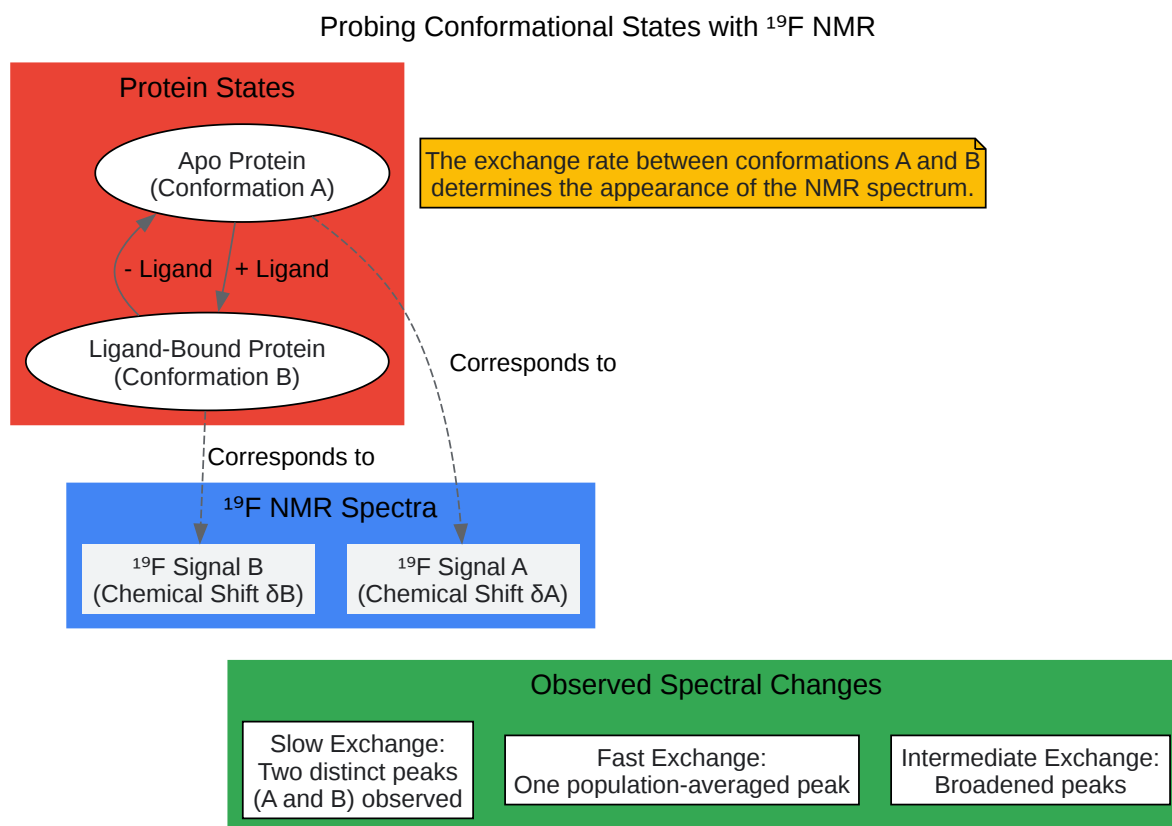 Probing Conformational States with ¹⁹F NMR
Protein States
Apo Protein
(Conformation A)
The exchange rate between conformations A and B
determines the appearance of the NMR spectrum.
- Ligand
+ Ligand
Ligand-Bound Protein
(Conformation B)
Corresponds to
Corresponds to
¹⁹F NMR Spectra
¹⁹F Signal B
(Chemical Shift δB)
¹⁹F Signal A
(Chemical Shift δA)
Observed Spectral Changes
Slow Exchange:
Two distinct peaks
(A and B) observed
Fast Exchange:
One population-averaged peak
Intermediate Exchange:
Broadened peaks